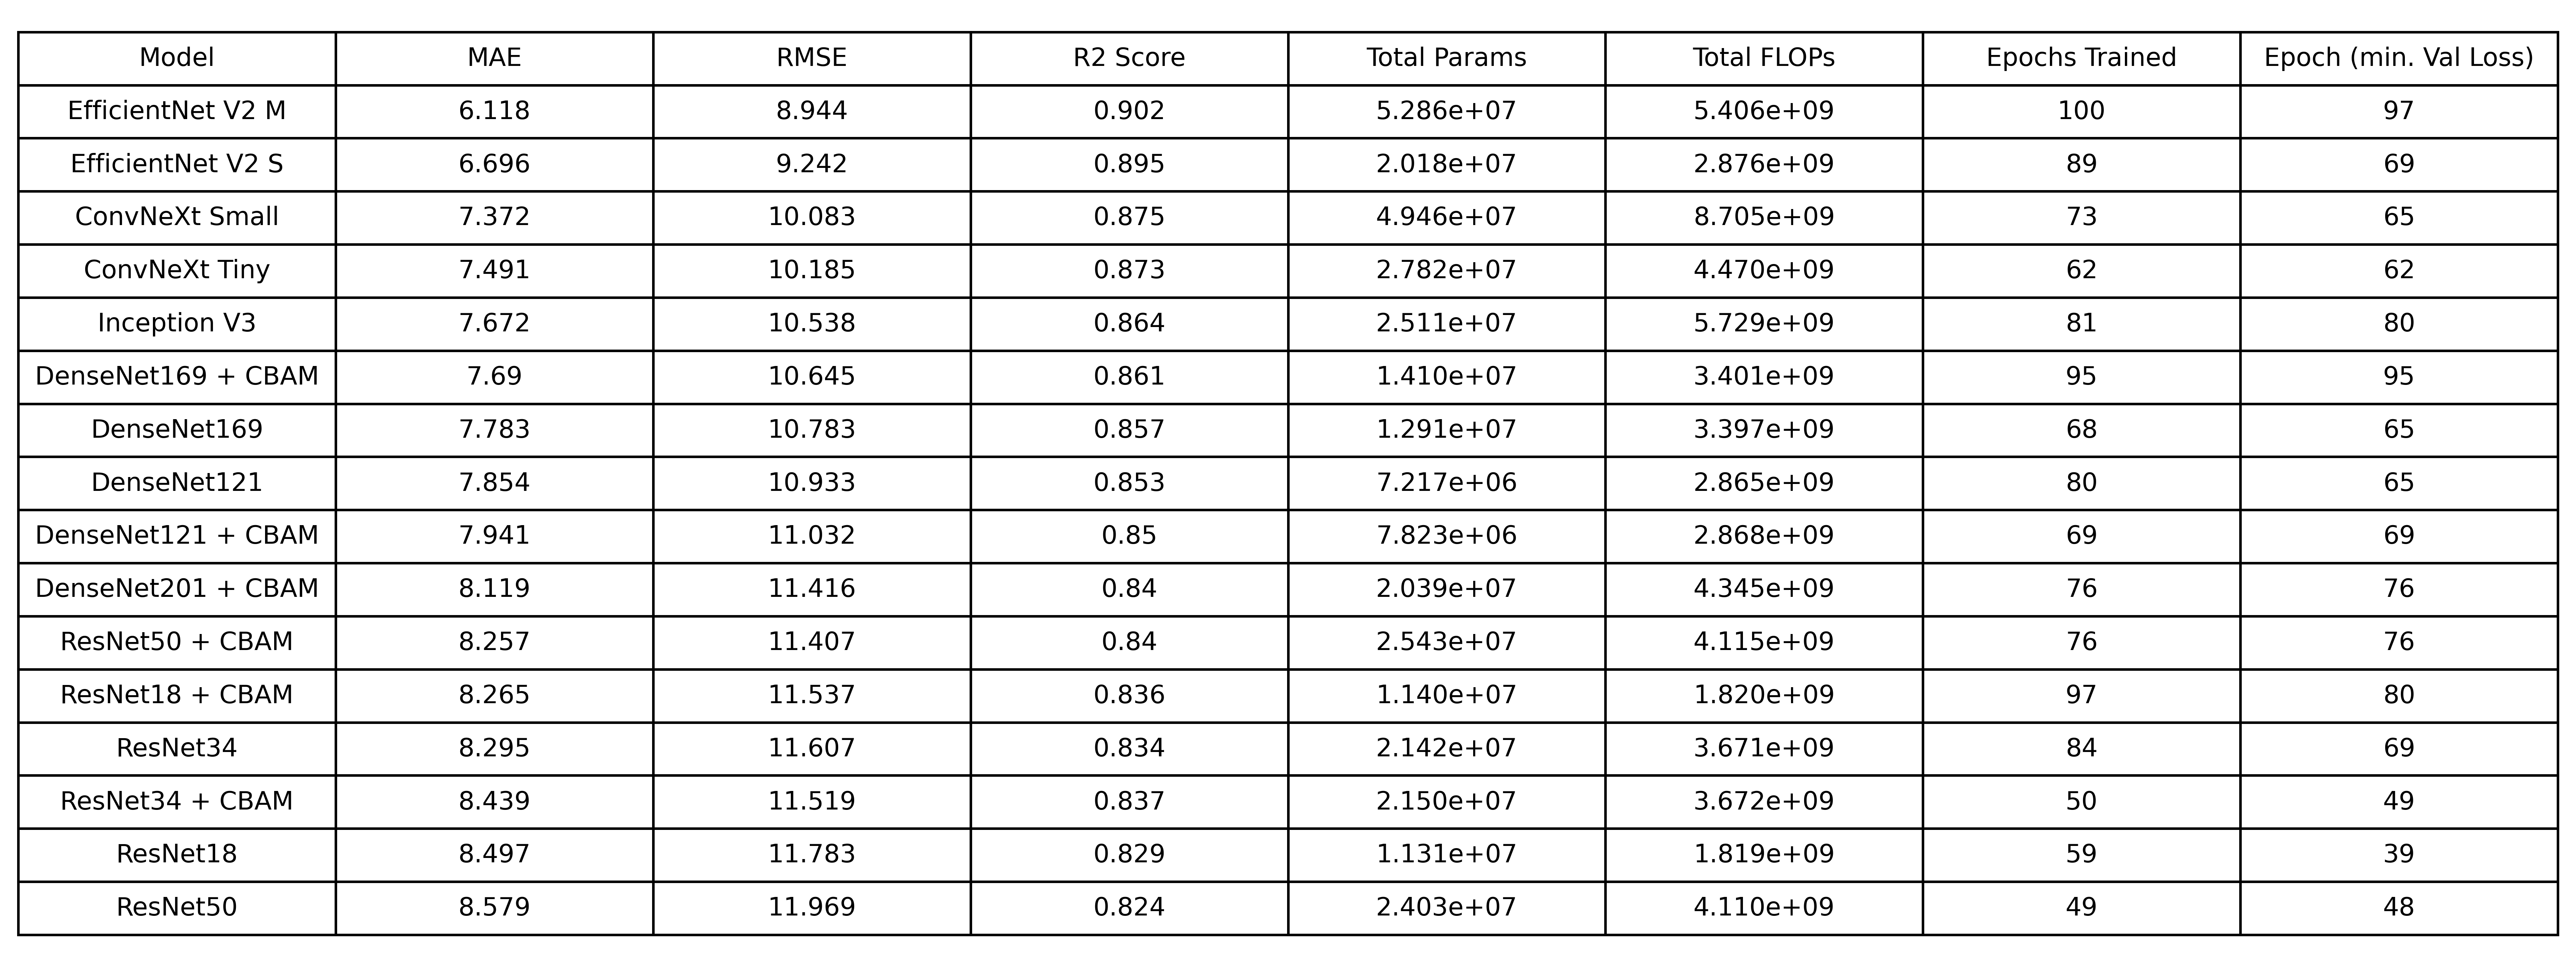 Model MAE RMSE R2 Score Total Params Total FLOPs Epochs Trained Epoch (min. Val Loss)
EfficientNet V2 M 6.118 8.944 0.902 5.286e+07 5.406e+09 100 97
EfficientNet V2 S 6.696 9.242 0.895 2.018e+07 2.876e+09 89 69
ConvNeXt Small 7.372 10.083 0.875 4.946e+07 8.705e+09 73 65
ConvNeXt Tiny 7.491 10.185 0.873 2.782e+07 4.470e+09 62 62
Inception V3 7.672 10.538 0.864 2.511e+07 5.729e+09 81 80
DenseNet169 + CBAM 7.69 10.645 0.861 1.410e+07 3.401e+09 95 95
DenseNet169 7.783 10.783 0.857 1.291e+07 3.397e+09 68 65
DenseNet121 7.854 10.933 0.853 7.217e+06 2.865e+09 80 65
DenseNet121 + CBAM 7.941 11.032 0.85 7.823e+06 2.868e+09 69 69
DenseNet201 + CBAM 8.119 11.416 0.84 2.039e+07 4.345e+09 76 76
ResNet50 + CBAM 8.257 11.407 0.84 2.543e+07 4.115e+09 76 76
ResNet18 + CBAM 8.265 11.537 0.836 1.140e+07 1.820e+09 97 80
ResNet34 8.295 11.607 0.834 2.142e+07 3.671e+09 84 69
ResNet34 + CBAM 8.439 11.519 0.837 2.150e+07 3.672e+09 50 49
ResNet18 8.497 11.783 0.829 1.131e+07 1.819e+09 59 39
ResNet50 8.579 11.969 0.824 2.403e+07 4.110e+09 49 48